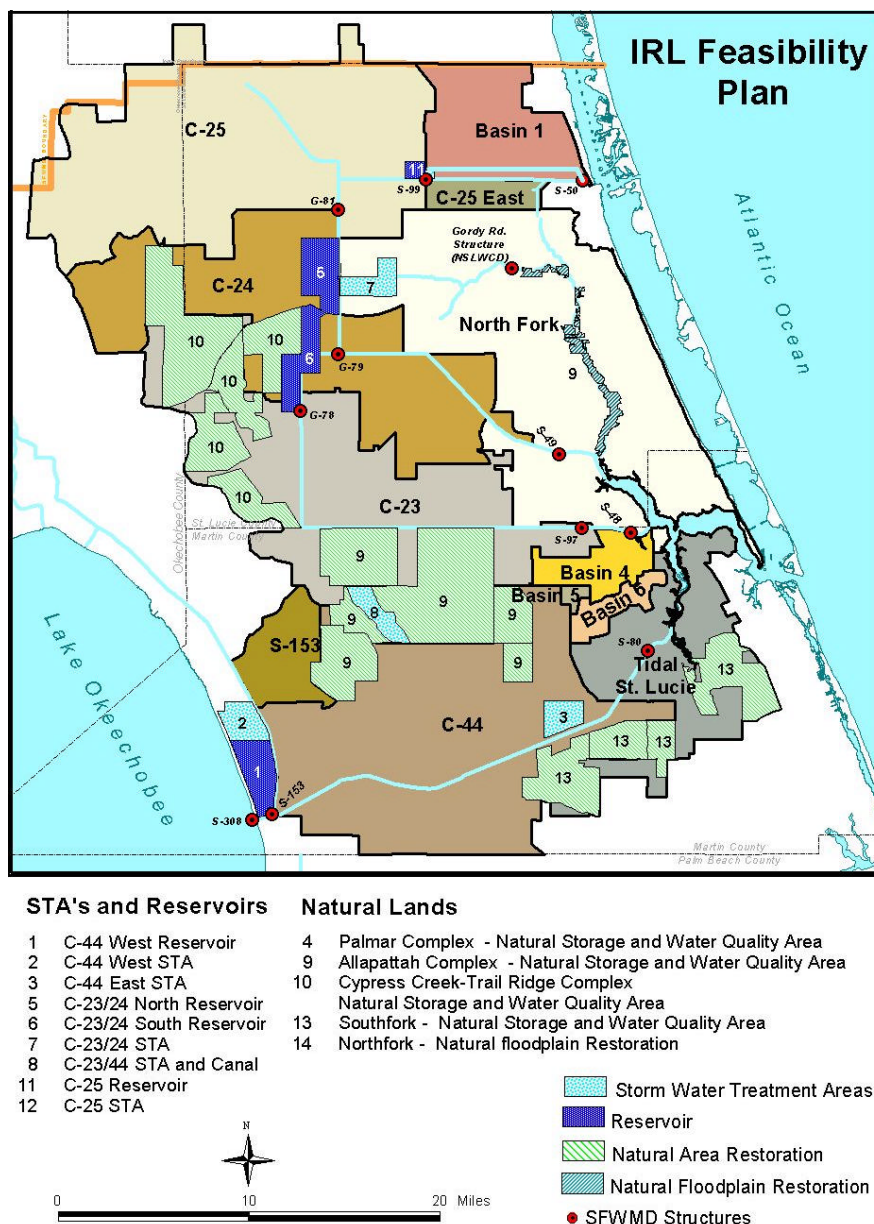 IRL Feasibility
Plan
C-25
Basin 1
11
S-99
S-50
C-25 East
G-81
Gordy Rd.
Structure
(NSLWCD)
C-24
6
7
10
North Fork
10
10
6
G-79
9
G-78
10
S-49
10
C-23
Okeechobee County
St. Lucie County
Martin County
S-97
S-48
9
Basin 4
Basin 5
Basin 6
8
9
9
9
S-153
9
9
S-80
Tidal
St. Lucie
13
2
C-44
3
13
13
1
13
S-153
S-308
Lake Okeechobee
Atlantic Ocean
Martin County
Palm Beach County
STA's and Reservoirs
1 C-44 West Reservoir
2 C-44 West STA
3 C-44 East STA
5 C-23/24 North Reservoir
6 C-23/24 South Reservoir
7 C-23/24 STA
8 C-23/44 STA and Canal
11 C-25 Reservoir
12 C-25 STA
Natural Lands
4 Palmar Complex - Natural Storage and Water Quality Area
9 Allapattah Complex - Natural Storage and Water Quality Area
10 Cypress Creek-Trail Ridge Complex
Natural Storage and Water Quality Area
13 Southfork - Natural Storage and Water Quality Area
14 Northfork - Natural floodplain Restoration
Storm Water Treatment Areas
Reservoir
Natural Area Restoration
Natural Floodplain Restoration
SFWMD Structures
N
0 10 20 Miles